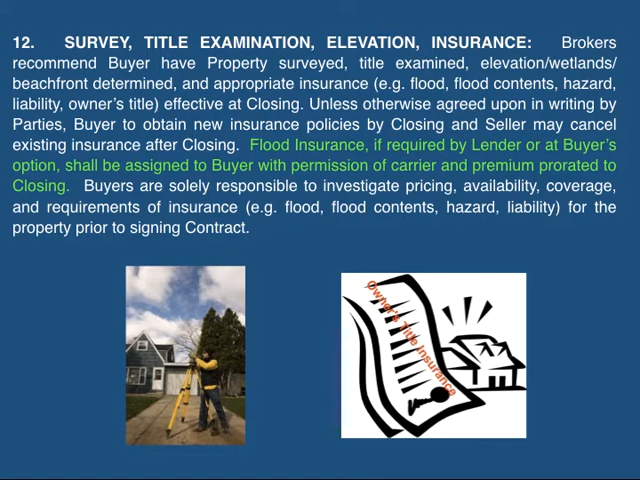 12. SURVEY, TITLE EXAMINATION, ELEVATION, INSURANCE: Brokers
recommend Buyer have Property surveyed, title examined, elevation/wetlands/
beachfront determined, and appropriate insurance (e.g. flood, flood contents, hazard,
liability, owner's title) effective at Closing. Unless otherwise agreed upon in writing by
Parties, Buyer to obtain new insurance policies by Closing and Seller may cancel
existing insurance after Closing. Flood Insurance, if required by Lender or at Buyer's
option, shall be assigned to Buyer with permission of carrier and premium prorated to
Closing. Buyers are solely responsible to investigate pricing, availability, coverage,
and requirements of insurance (e.g. flood, flood contents, hazard, liability) for the
property prior to signing Contract.
Owner's Title Insurance